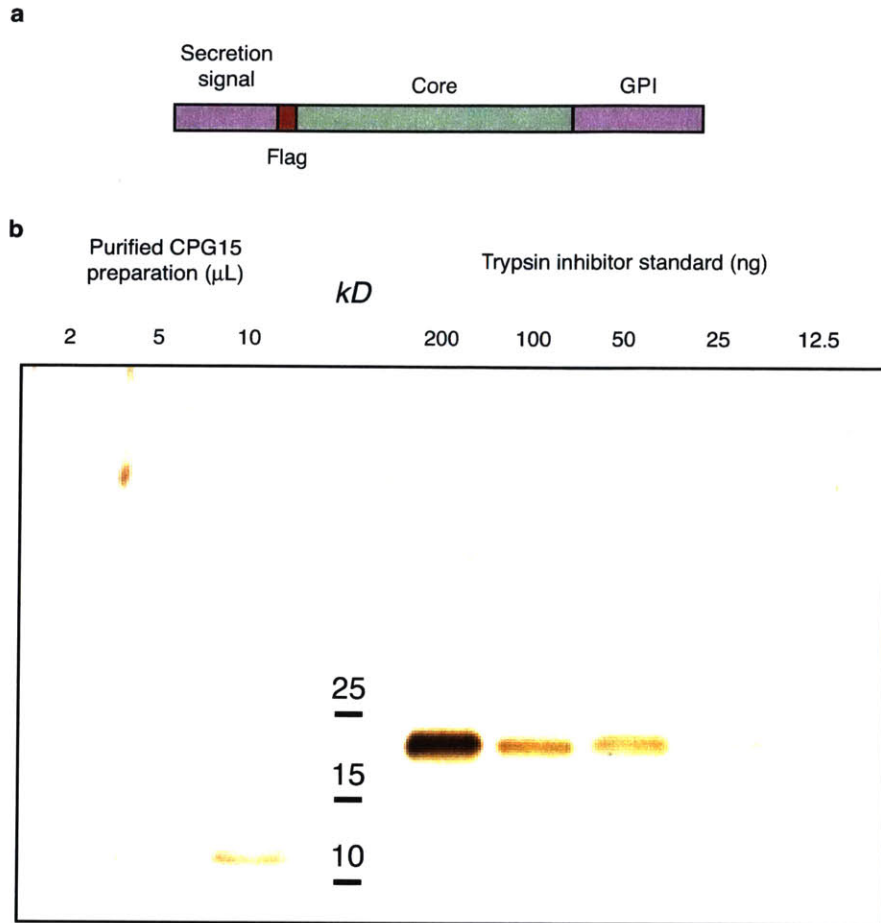 a
Secretion
signal
Core
GPI
Flag
b
Purified CPG15
preparation (μL)
kD
Trypsin inhibitor standard (ng)
2 5 10 200 100 50 25 12.5
25
15
10